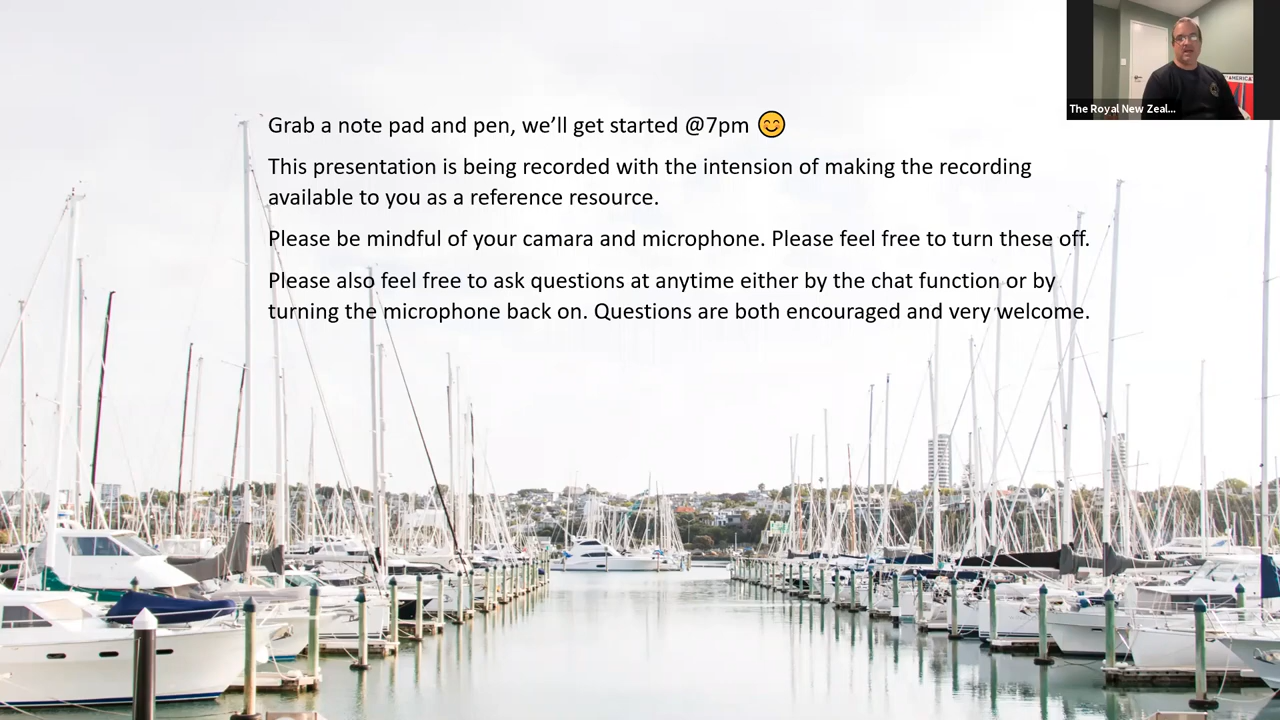 Grab a note pad and pen, we'll get started @7pm 😊
This presentation is being recorded with the intension of making the recording
available to you as a reference resource.
Please be mindful of your camara and microphone. Please feel free to turn these off.
Please also feel free to ask questions at anytime either by the chat function or by
turning the microphone back on. Questions are both encouraged and very welcome.
The Royal New Zeal...
AMERICA